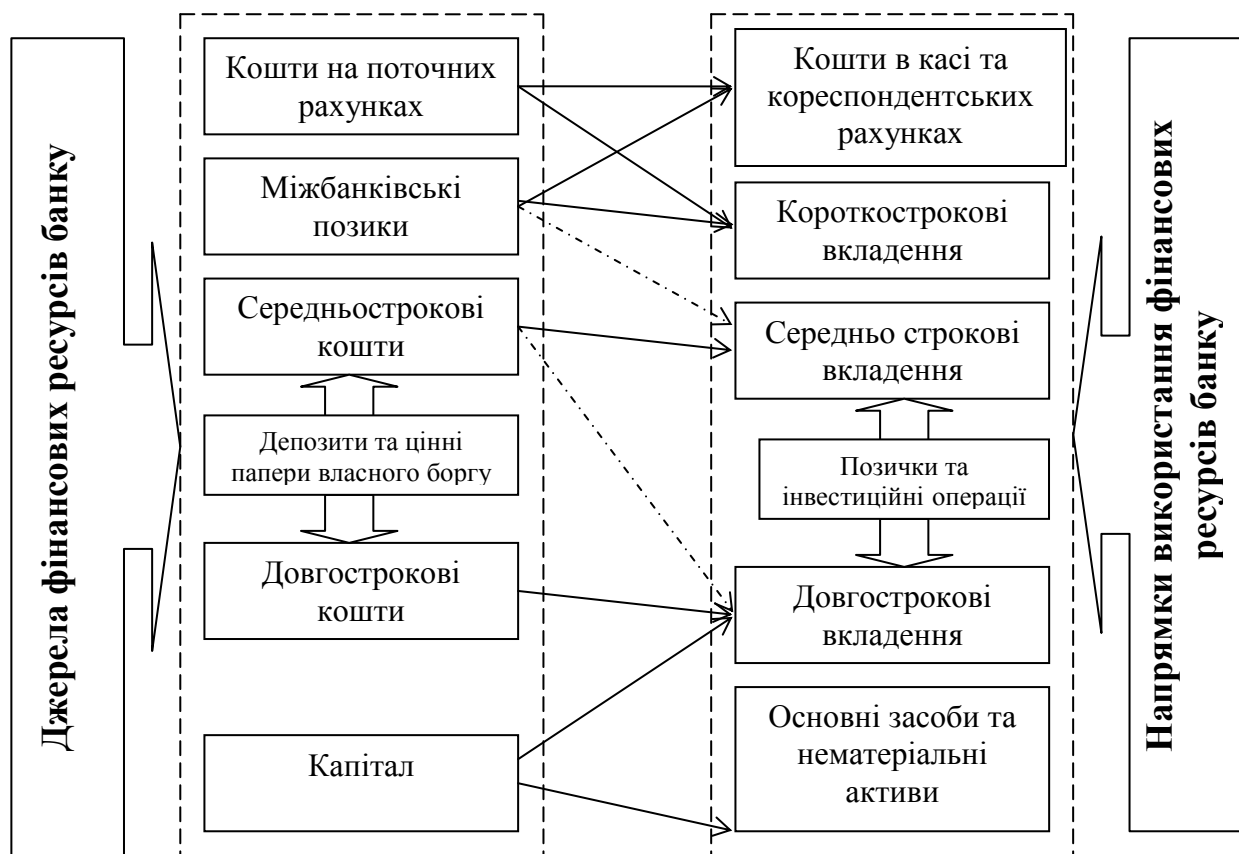 Джерела фінансових ресурсів банку
Кошти на поточних
рахунках
Міжбанківські
позики
Середньострокові
кошти
Депозити та цінні
папери власного боргу
Довгострокові
кошти
Капітал
Кошти в касі та
кореспондентських
рахунках
Короткострокові
вкладення
Середньо строкові
вкладення
Позички та
інвестиційні операції
Довгострокові
вкладення
Основні засоби та
нематеріальні
активи
Напрямки використання фінансових
ресурсів банку